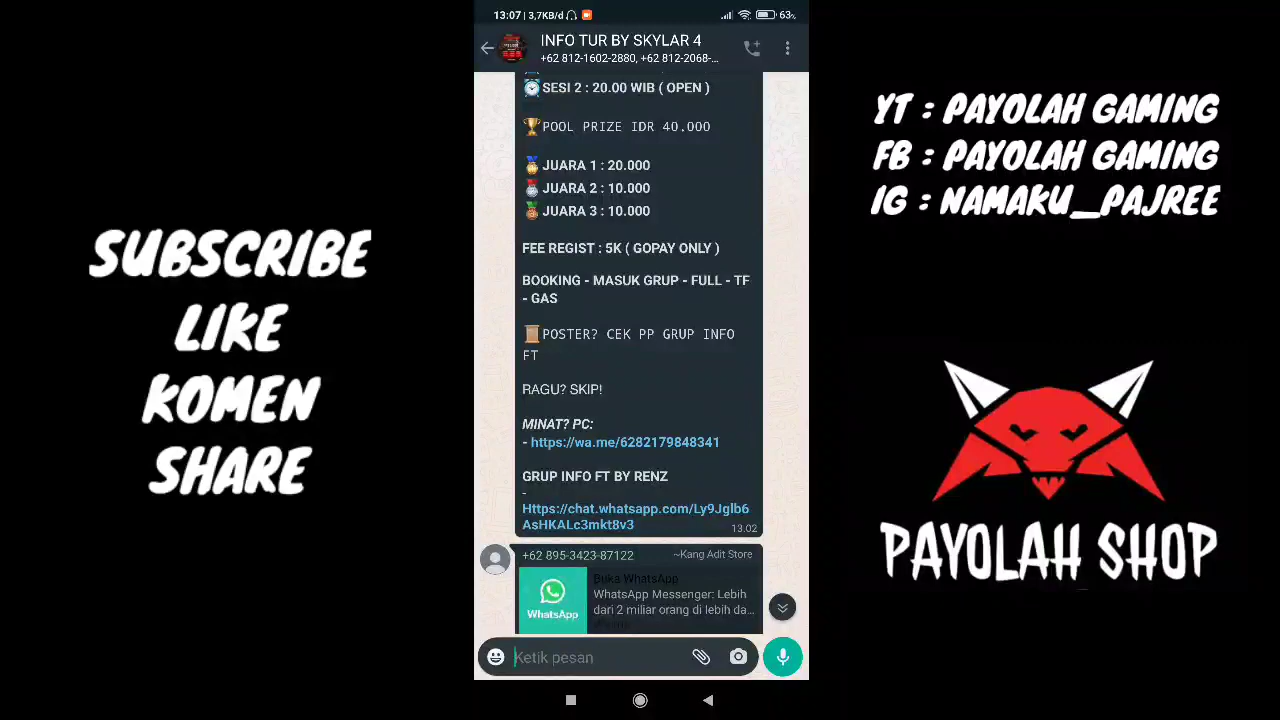 SUBSCRIBE
LIKE
KOMEN
SHARE
13:07 | 3,7KB/d
63%
INFO TUR BY SKYLAR 4
+62 812-1602-2880, +62 812-2068-...
SESI 2 : 20.00 WIB ( OPEN )
POOL PRIZE IDR 40.000
JUARA 1 : 20.000
JUARA 2 : 10.000
JUARA 3 : 10.000
FEE REGIST : 5K ( GOPAY ONLY )
BOOKING - MASUK GRUP - FULL - TF
- GAS
POSTER? CEK PP GRUP INFO
FT
RAGU? SKIP!
MINAT? PC:
- https://wa.me/6282179848341
GRUP INFO FT BY RENZ
-
Https://chat.whatsapp.com/Ly9Jglb6
AsHKALc3mkt8v3
13.02
+62 895-3423-87122
~Kang Adit Store
Buka WhatsApp
WhatsApp Messenger: Lebih
dari 2 miliar orang di lebih da...
WhatsApp
Ketik pesan
YT : PAYOLAH GAMING
FB : PAYOLAH GAMING
IG : NAMAKU_PAJREE
PAYOLAH SHOP